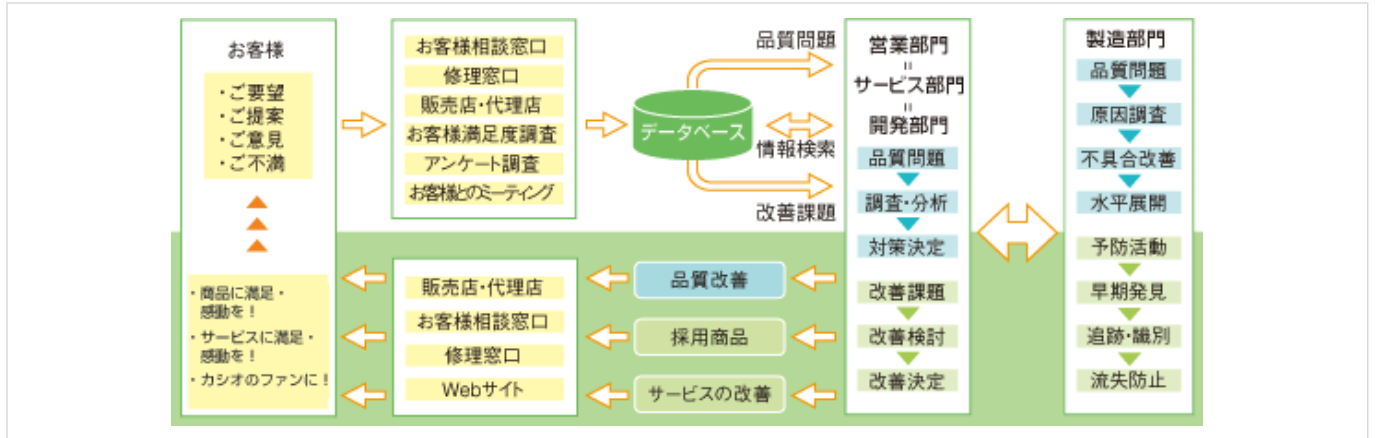 お客様
・ご要望
・ご提案
・ご意見
・ご不満
お客様相談窓口
修理窓口
販売店・代理店
お客様満足度調査
アンケート調査
お客様とのミーティング
データベース
品質問題
情報検索
改善課題
営業部門
=
サービス部門
=
開発部門
品質問題
調査・分析
対策決定
改善課題
改善検討
改善決定
製造部門
品質問題
原因調査
不具合改善
水平展開
予防活動
早期発見
追跡・識別
流失防止
品質改善
採用商品
サービスの改善
販売店・代理店
お客様相談窓口
修理窓口
Webサイト
・商品に満足・
感動を！
・サービスに満足・
感動を！
・カシオのファンに！